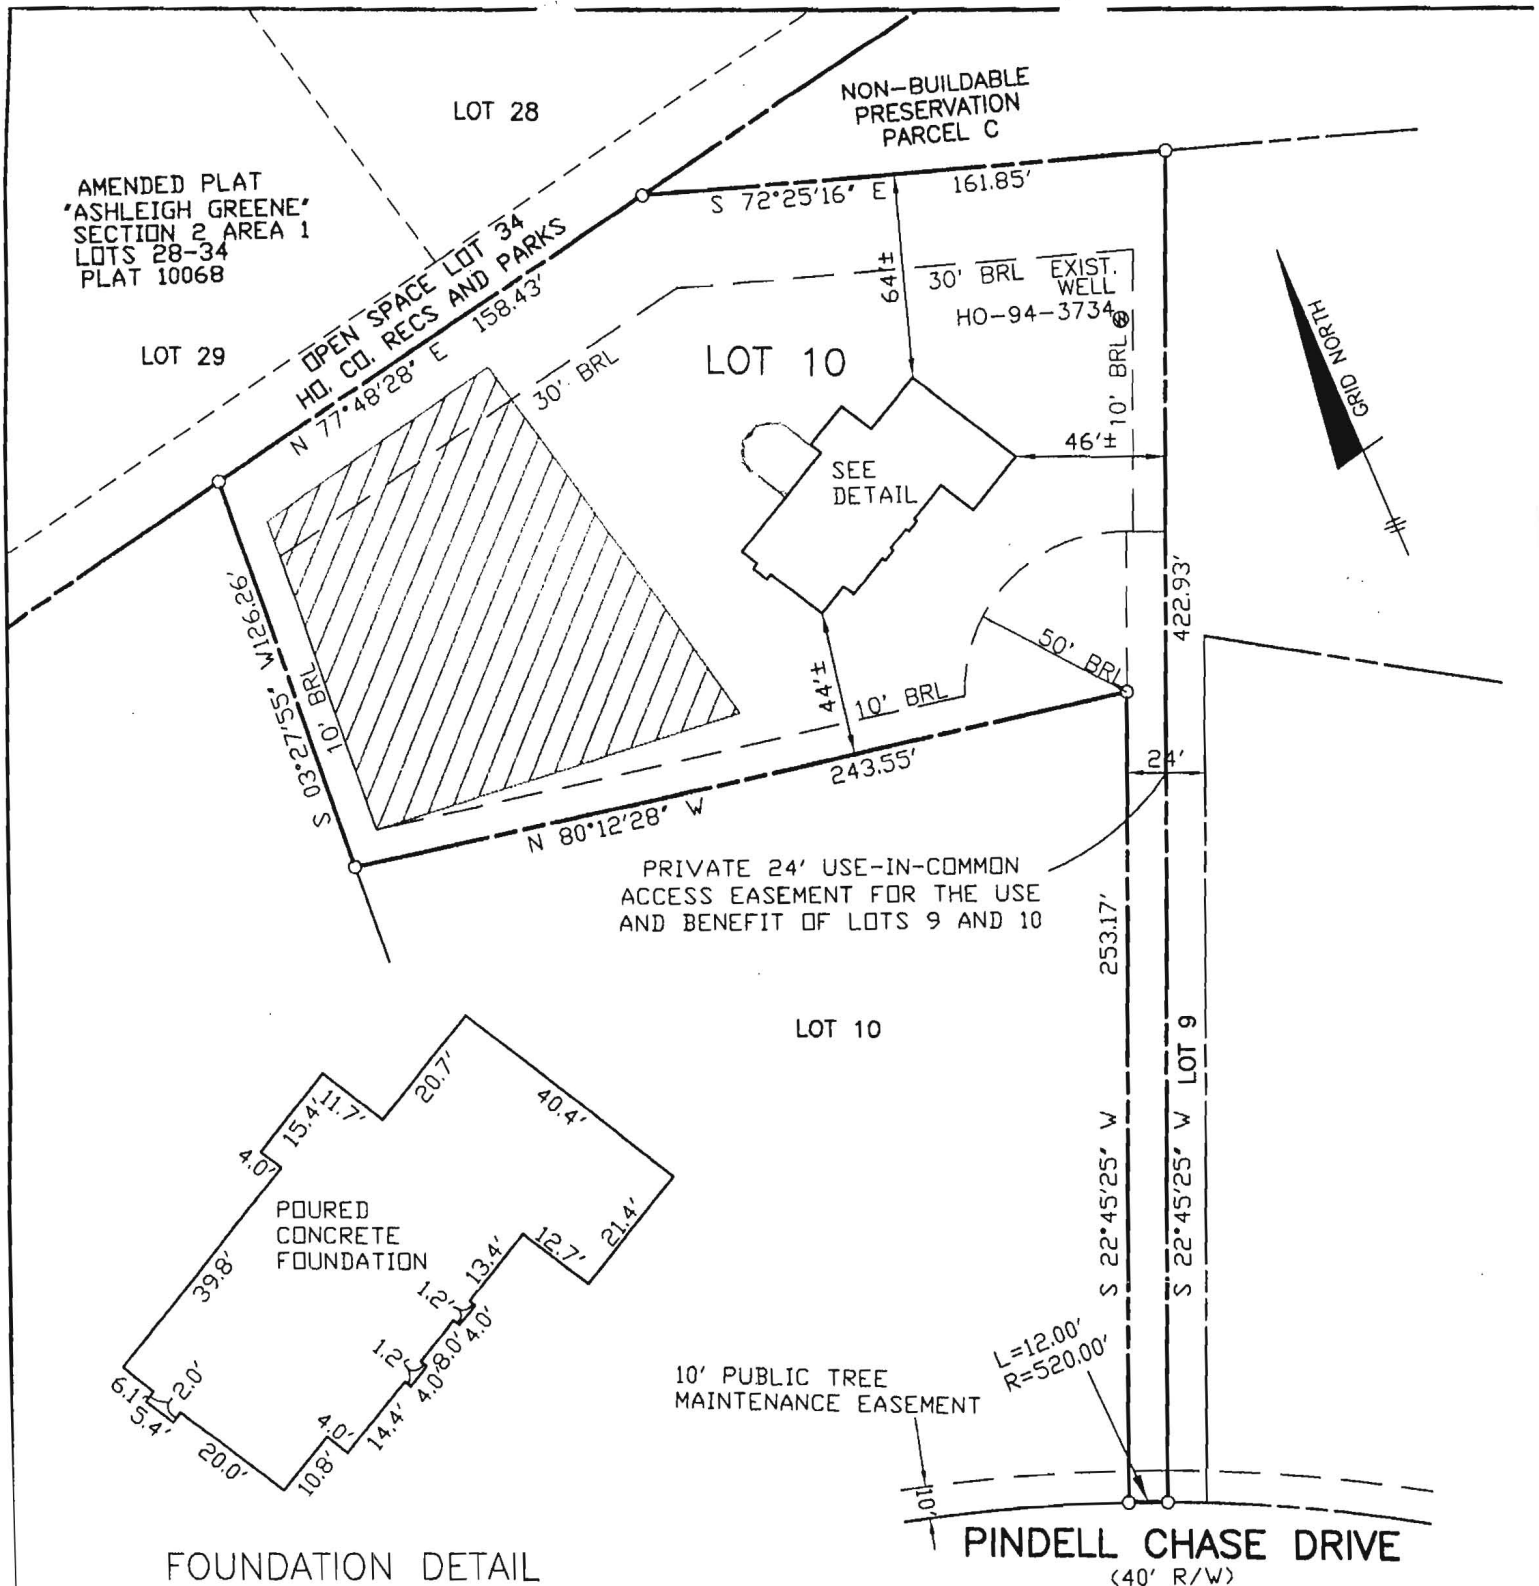 LOT 28
NON-BUILDABLE
PRESERVATION
PARCEL C
AMENDED PLAT
"ASHLEIGH GREENE"
SECTION 2 AREA 1
LOTS 28-34
PLAT 10068
LOT 29
OPEN SPACE LOT 34
HO. CO. RECS AND PARKS
N 77°48'28" E 158.43'
S 72°25'16" E 161.85'
30' BRL
64'±
30' BRL
EXIST.
WELL
HO-94-3734
10' BRL
LOT 10
SEE
DETAIL
46'±
GRID NORTH
S 03°27'55" W 126.26'
10' BRL
44'±
10' BRL
50' BRL
422.93'
24'
243.55'
N 80°12'28" W
PRIVATE 24' USE-IN-COMMON
ACCESS EASEMENT FOR THE USE
AND BENEFIT OF LOTS 9 AND 10
253.17'
LOT 10
S 22°45'25" W
S 22°45'25" W
LOT 9
20.7'
11.7'
15.4'
4.0'
40.4'
POURED
CONCRETE
FOUNDATION
39.8'
21.4'
12.7'
13.4'
1.2'
4.0'
8.0'
1.2'
4.0'
14.4'
4.0'
10.8'
20.0'
5.4'
2.0'
6.1'
10' PUBLIC TREE
MAINTENANCE EASEMENT
L=12.00'
R=520.00'
10'
PINDELL CHASE DRIVE
(40' R/W)
FOUNDATION DETAIL